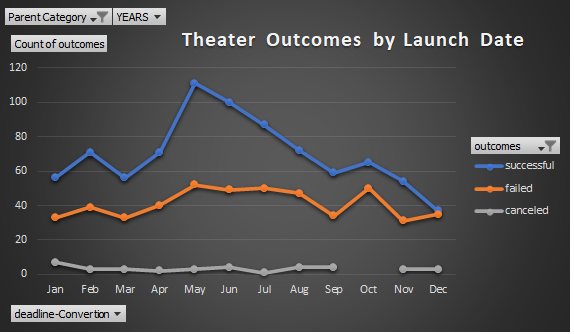 Parent Category YEARS
Count of outcomes
Theater Outcomes by Launch Date
120
100
80
60
40
20
0
Jan Feb Mar Apr May Jun Jul Aug Sep Oct Nov Dec
outcomes
successful
failed
canceled
deadline-Convertion